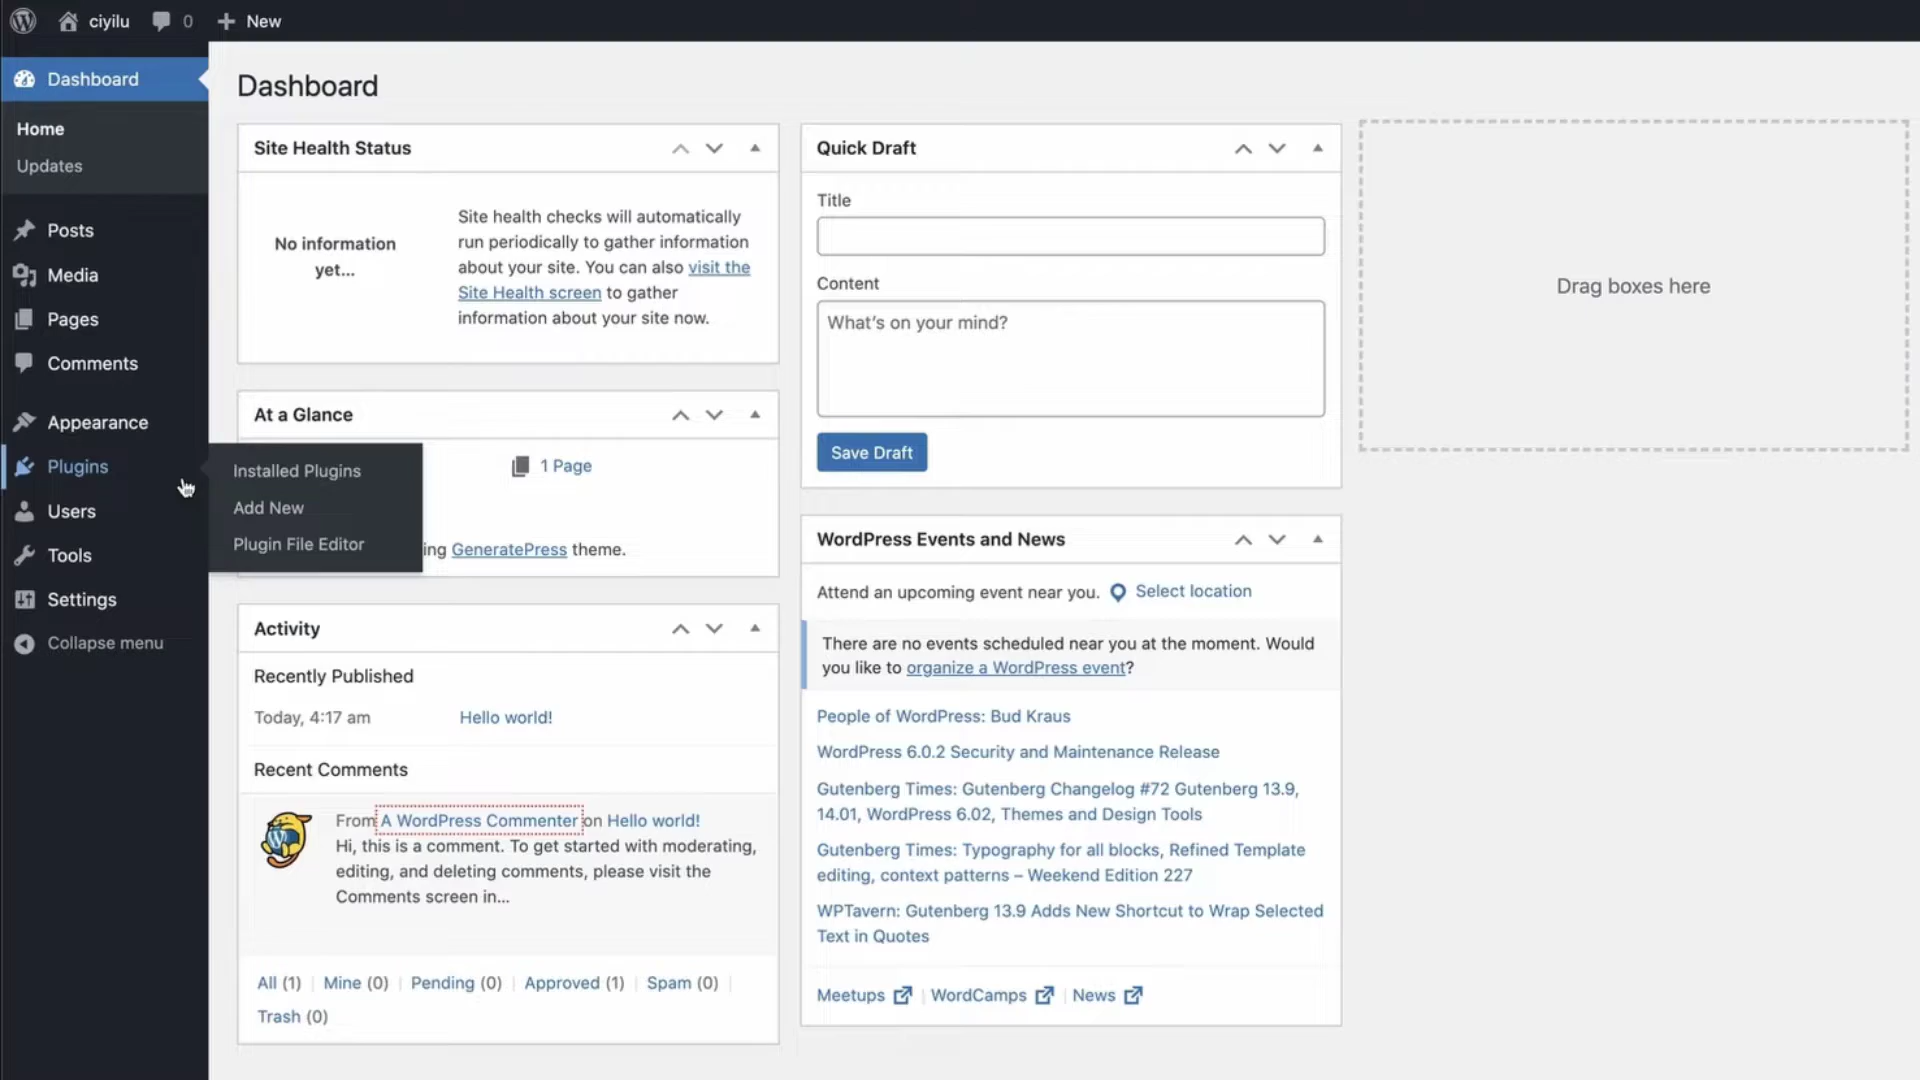 ciyilu 0 New
Dashboard
Home
Updates
Posts
Media
Pages
Comments
Appearance
Plugins
Users
Tools
Settings
Collapse menu
Installed Plugins
Add New
Plugin File Editor
Dashboard
Site Health Status
No information
yet...
Site health checks will automatically
run periodically to gather information
about your site. You can also visit the
Site Health screen to gather
information about your site now.
At a Glance
1 Page
ing GeneratePress theme.
Activity
Recently Published
Today, 4:17 am Hello world!
Recent Comments
From A WordPress Commenter on Hello world!
Hi, this is a comment. To get started with moderating,
editing, and deleting comments, please visit the
Comments screen in...
All (1) | Mine (0) | Pending (0) | Approved (1) | Spam (0) |
Trash (0)
Quick Draft
Title
Content
What's on your mind?
Save Draft
WordPress Events and News
Attend an upcoming event near you. Select location
There are no events scheduled near you at the moment. Would
you like to organize a WordPress event?
People of WordPress: Bud Kraus
WordPress 6.0.2 Security and Maintenance Release
Gutenberg Times: Gutenberg Changelog #72 Gutenberg 13.9,
14.01, WordPress 6.02, Themes and Design Tools
Gutenberg Times: Typography for all blocks, Refined Template
editing, context patterns – Weekend Edition 227
WPTavern: Gutenberg 13.9 Adds New Shortcut to Wrap Selected
Text in Quotes
Meetups | WordCamps | News
Drag boxes here